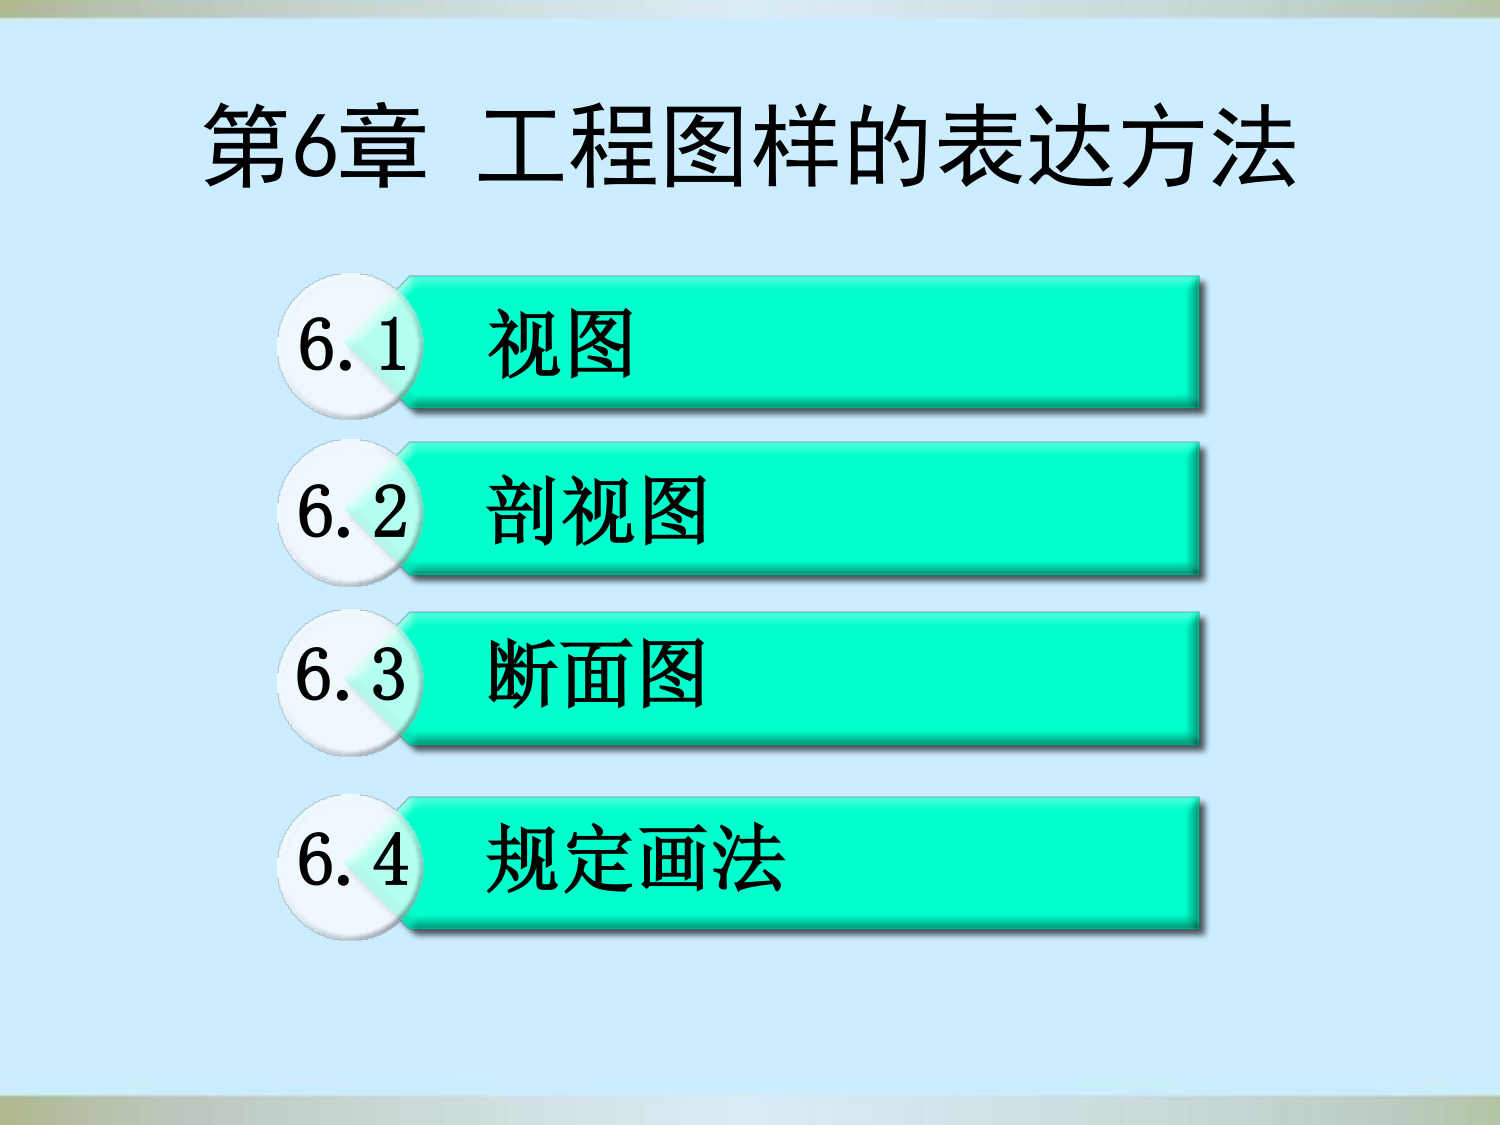 第6章 工程图样的表达方法
6.1 视图
6.2 剖视图
6.3 断面图
6.4 规定画法